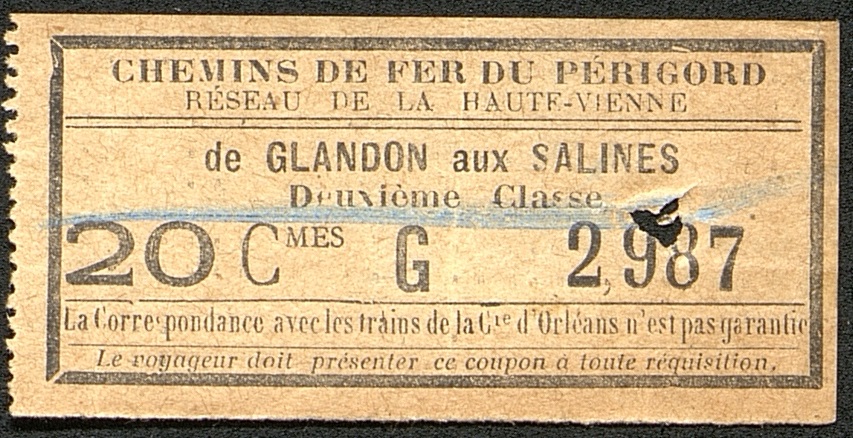 CHEMINS DE FER DU PÉRIGORD
RÉSEAU DE LA HAUTE-VIENNE
de GLANDON aux SALINES
Deuxième Classe
20 CMES G 2,987
La Correspondance avec les trains de la Cie d'Orléans n'est pas garantie
Le voyageur doit présenter ce coupon à toute réquisition.